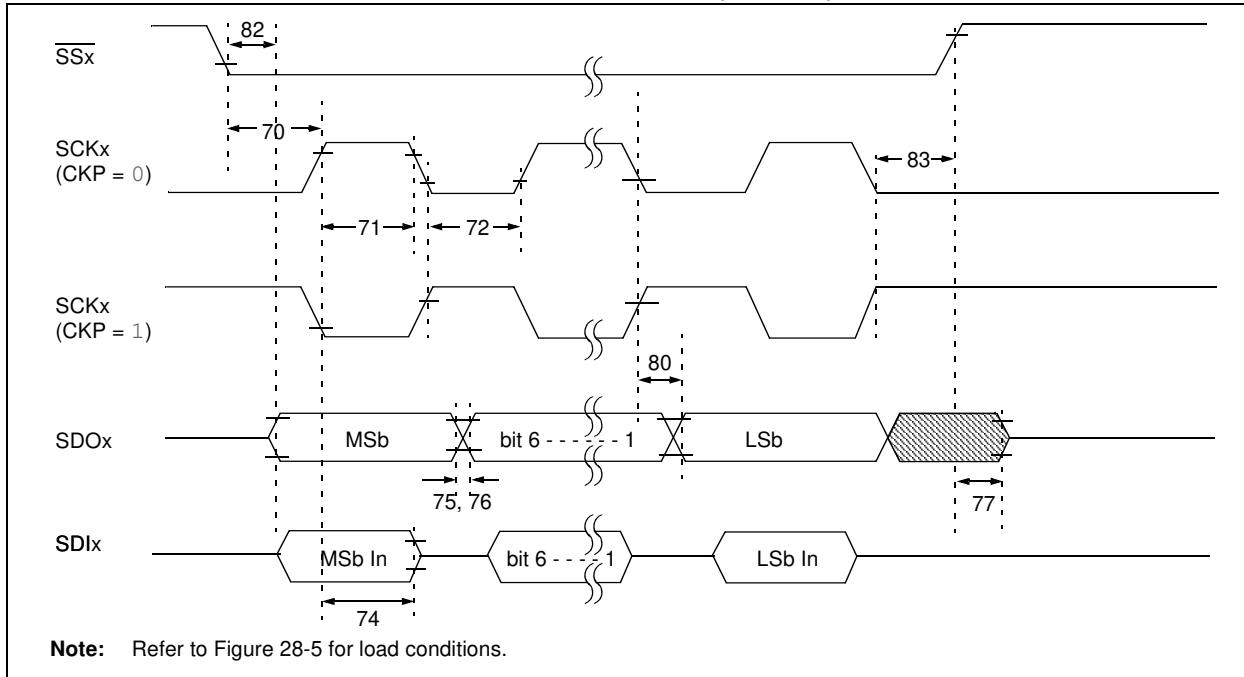 82
SSx
70
SCKx
(CKP = 0)
83
71
72
SCKx
(CKP = 1)
80
SDOx
MSb
bit 6 - - - - - - 1
LSb
75, 76
77
SDIx
MSb In
bit 6 - - - - 1
LSb In
74
Note: Refer to Figure 28-5 for load conditions.